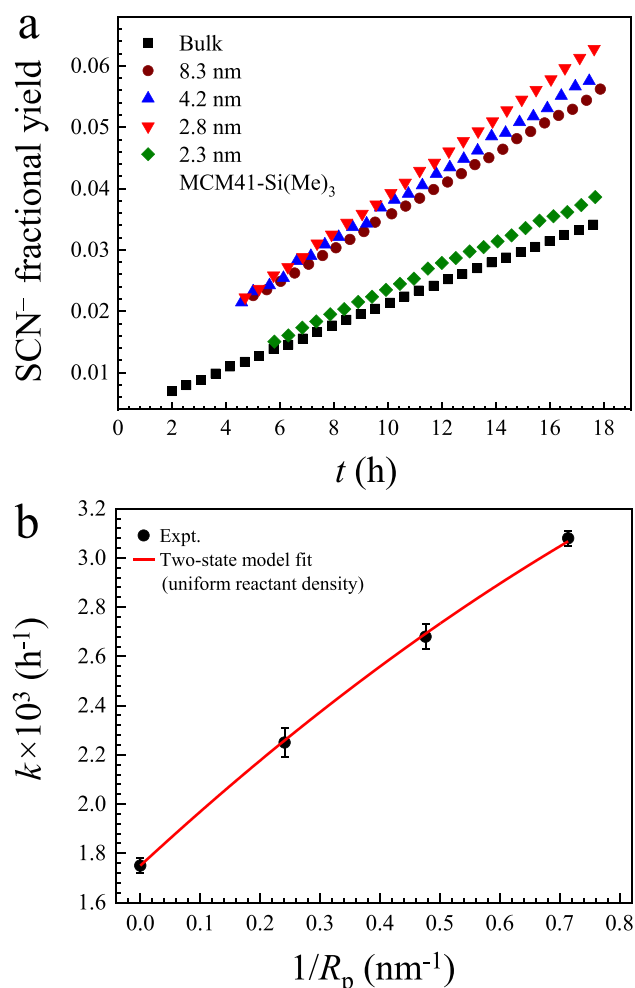 a
Bulk
8.3 nm
4.2 nm
2.8 nm
2.3 nm
MCM41-Si(Me)₃
SCN⁻ fractional yield
0.06
0.05
0.04
0.03
0.02
0.01
0 2 4 6 8 10 12 14 16 18
t (h)
b
Expt.
Two-state model fit
(uniform reactant density)
k×10³ (h⁻¹)
3.2
3.0
2.8
2.6
2.4
2.2
2.0
1.8
1.6
0.0 0.1 0.2 0.3 0.4 0.5 0.6 0.7 0.8
1/Rₚ (nm⁻¹)